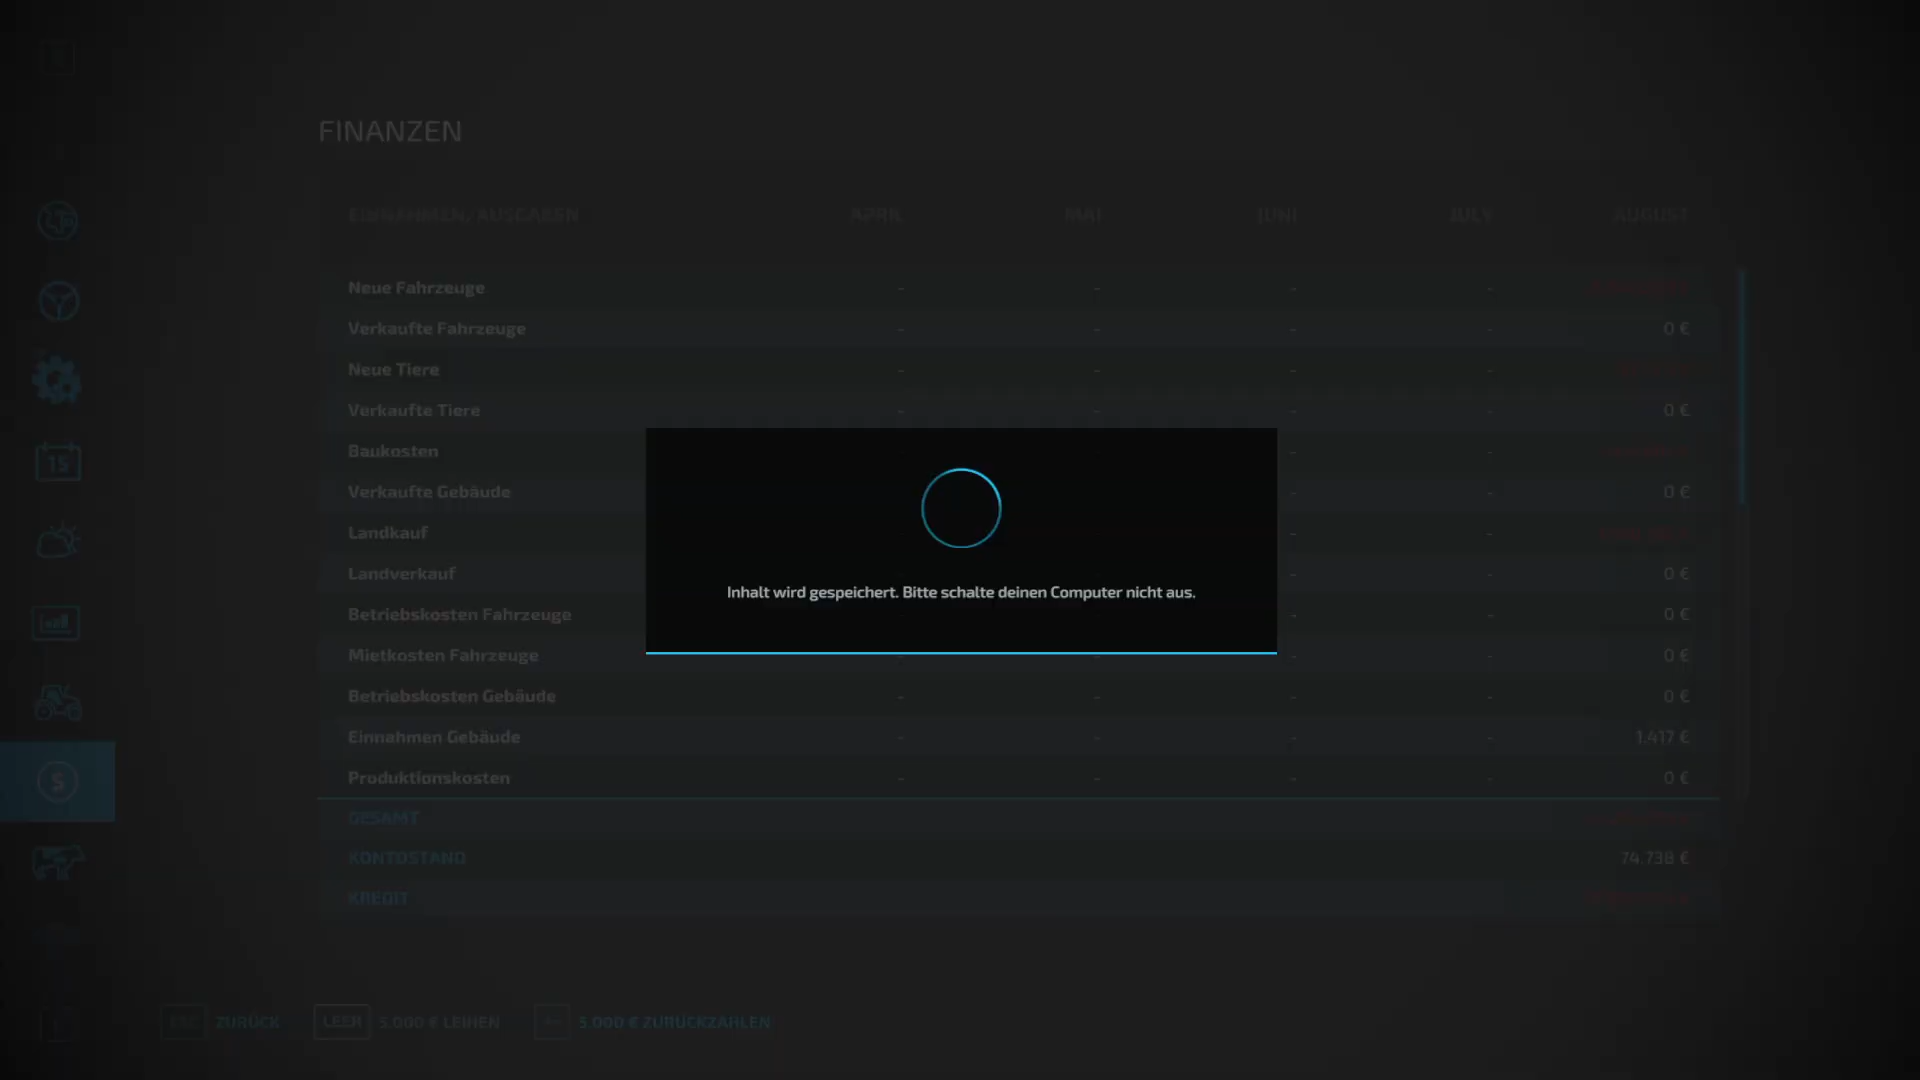 FINANZEN
EINNAHMEN/AUSGABEN APRIL MAI JUNI JULY AUGUST
Neue Fahrzeuge - - - -
Verkaufte Fahrzeuge - - - - 0 €
Neue Tiere - - - -
Verkaufte Tiere - - - - 0 €
Baukosten - -
Verkaufte Gebäude - - 0 €
Landkauf - -
Landverkauf - - 0 €
Betriebskosten Fahrzeuge - - 0 €
Mietkosten Fahrzeuge - - - - 0 €
Betriebskosten Gebäude - - - - 0 €
Einnahmen Gebäude - - - - 1.417 €
Produktionskosten - - - - 0 €
GESAMT
KONTOSTAND 74.738 €
KREDIT
Inhalt wird gespeichert. Bitte schalte deinen Computer nicht aus.
15
$
ZURÜCK LEER 5.000 € LEIHEN 5.000 € ZURÜCKZAHLEN